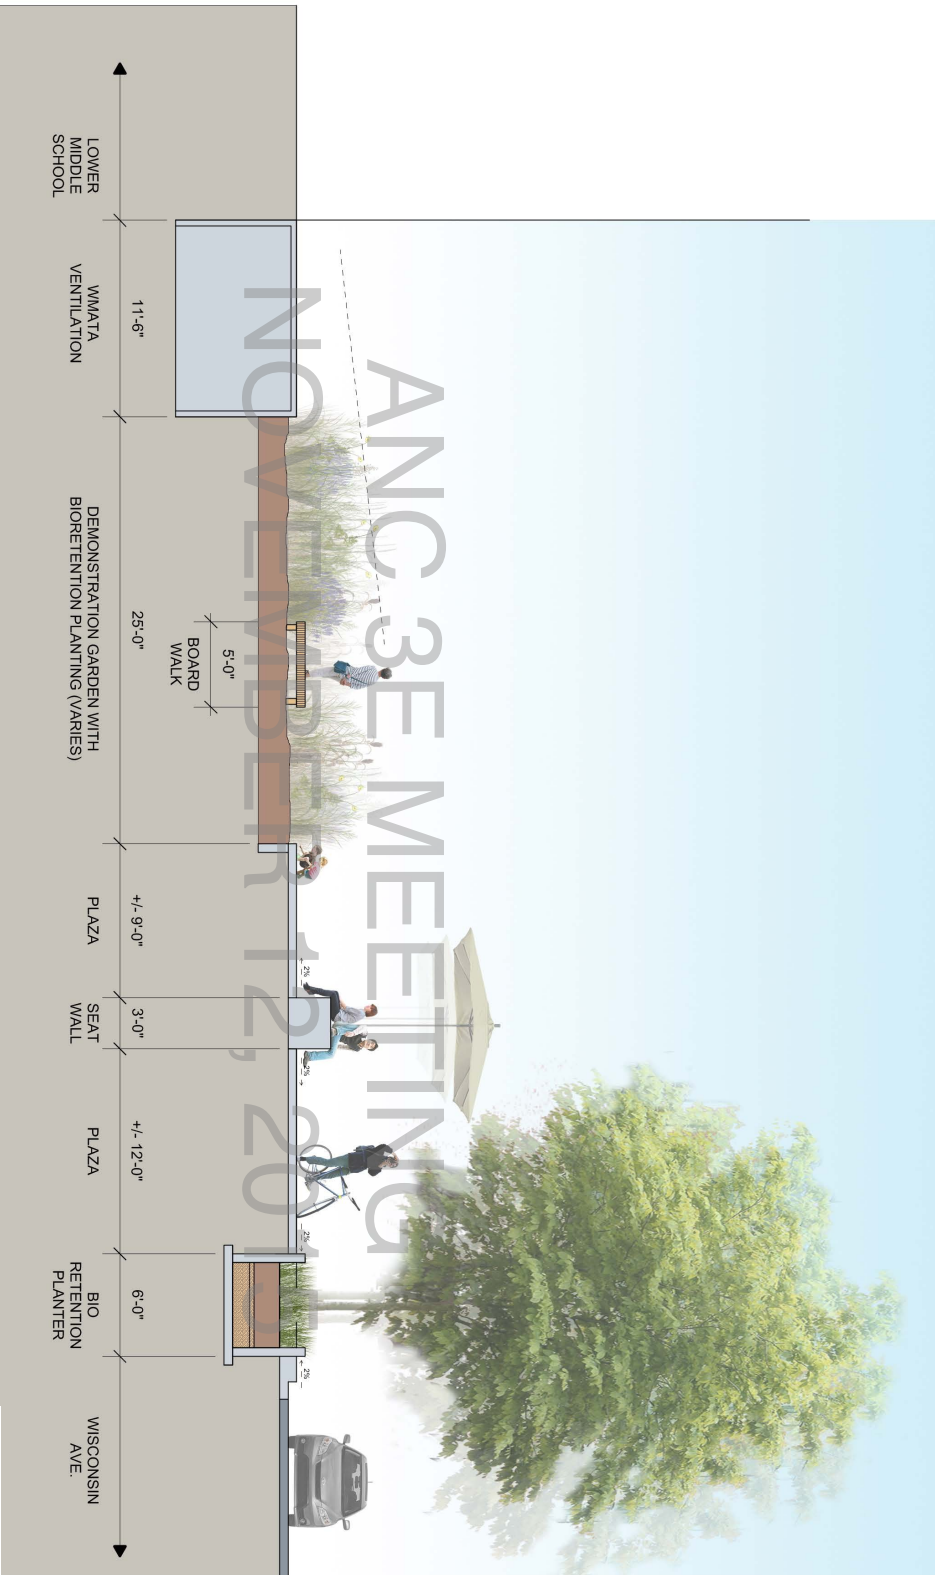 ANC 3E MEETING
NOVEMBER 12, 2015
2%
2%
2%
2%
5'-0"
BOARD
WALK
11'-6"
25'-0"
+/- 9'-0"
3'-0"
+/- 12'-0"
6'-0"
LOWER
MIDDLE
SCHOOL
WMATA
VENTILATION
DEMONSTRATION GARDEN WITH
BIORETENTION PLANTING (VARIES)
PLAZA
SEAT
WALL
PLAZA
BIO
RETENTION
PLANTER
WISCONSIN
AVE.